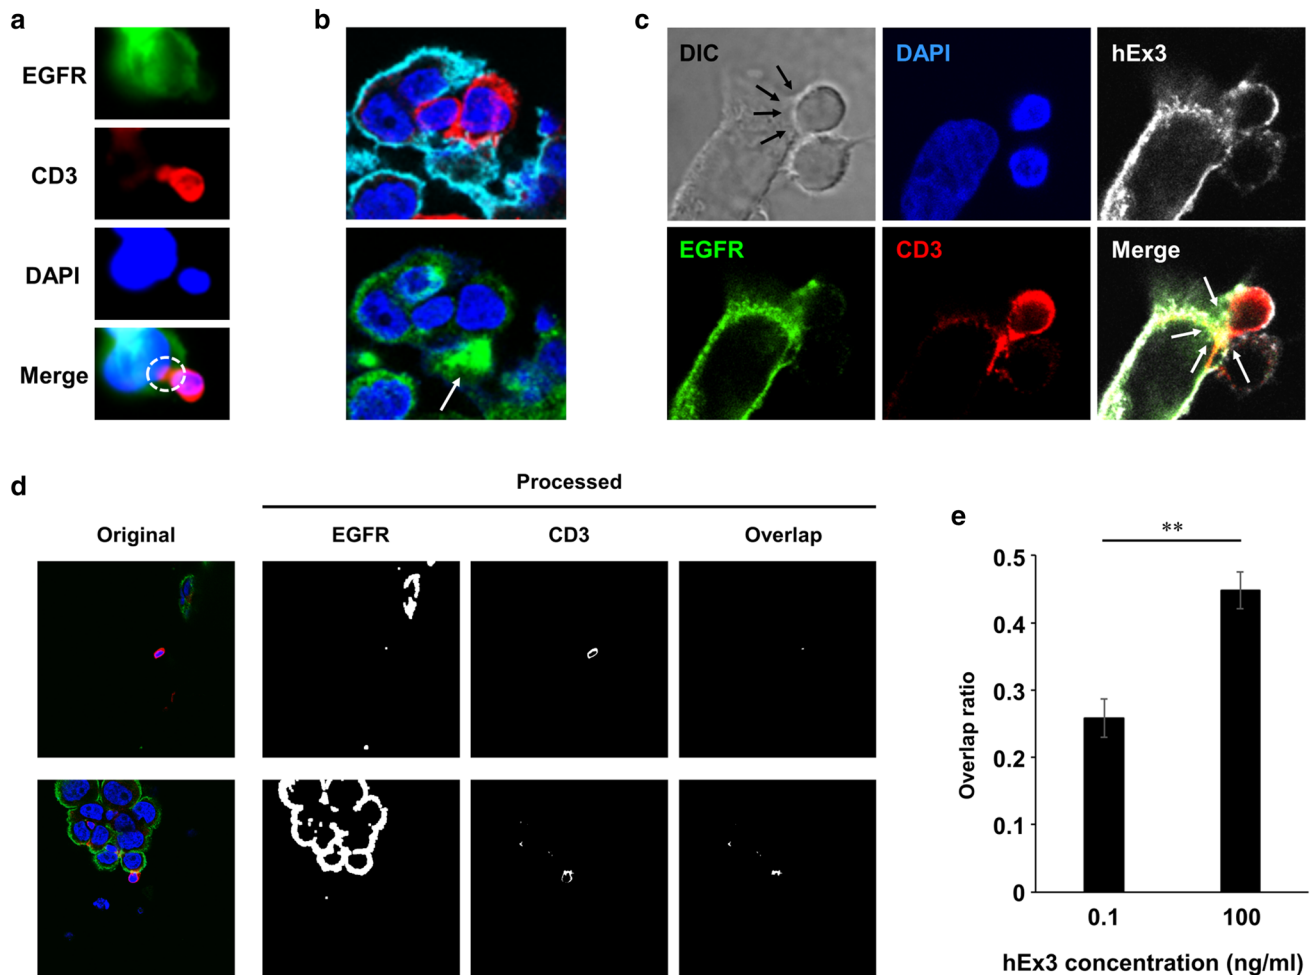 a
EGFR
CD3
DAPI
Merge
b
c
DIC
DAPI
hEx3
EGFR
CD3
Merge
d
Processed
Original
EGFR
CD3
Overlap
e
**
Overlap ratio
0.5
0.4
0.3
0.2
0.1
0
0.1
100
hEx3 concentration (ng/ml)